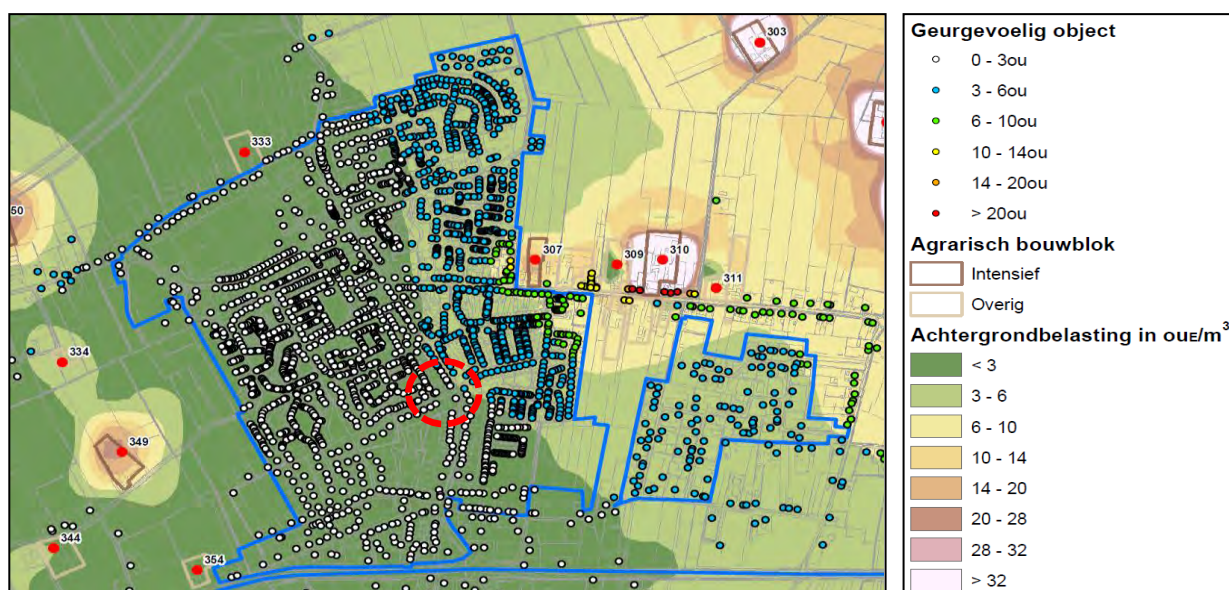 303
333
50
307
309
310
311
334
349
344
354
Geurgevoelig object
0 - 3ou
3 - 6ou
6 - 10ou
10 - 14ou
14 - 20ou
> 20ou
Agrarisch bouwblok
Intensief
Overig
Achtergrondbelasting in ouE/m³
< 3
3 - 6
6 - 10
10 - 14
14 - 20
20 - 28
28 - 32
> 32